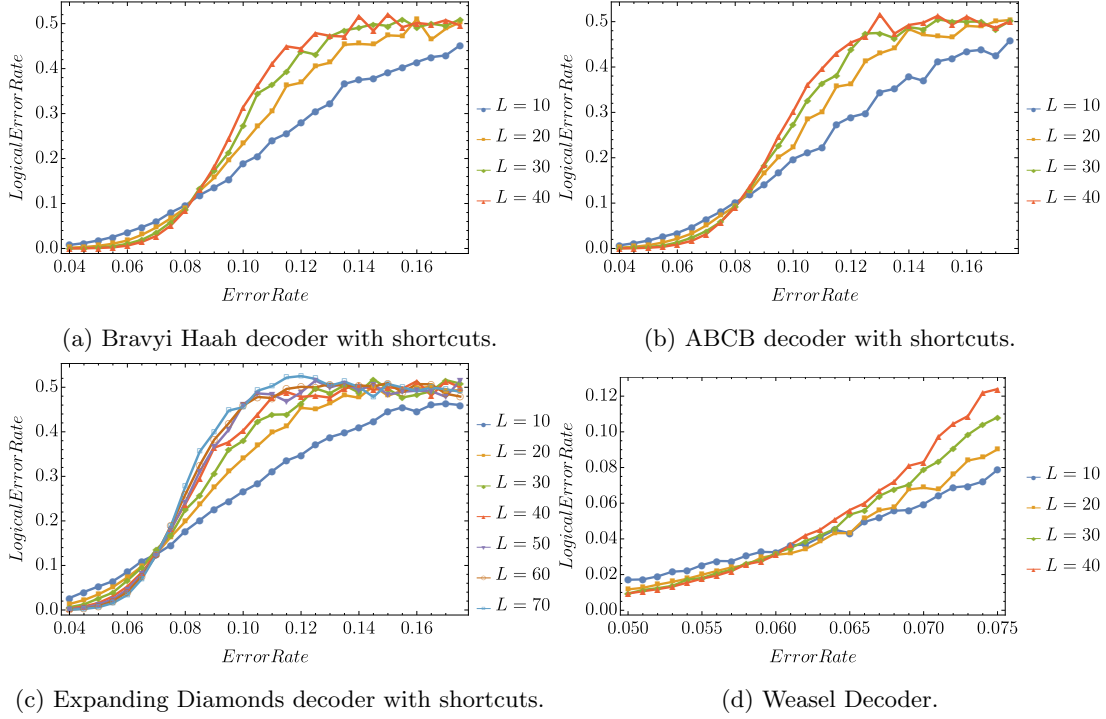 0.5
0.4
0.3
0.2
0.1
0.0
LogicalErrorRate
0.04
0.06
0.08
0.10
0.12
0.14
0.16
ErrorRate
L = 10
L = 20
L = 30
L = 40
(a) Bravyi Haah decoder with shortcuts.
0.5
0.4
0.3
0.2
0.1
0.0
LogicalErrorRate
0.04
0.06
0.08
0.10
0.12
0.14
0.16
ErrorRate
L = 10
L = 20
L = 30
L = 40
(b) ABCB decoder with shortcuts.
0.5
0.4
0.3
0.2
0.1
0.0
LogicalErrorRate
0.04
0.06
0.08
0.10
0.12
0.14
0.16
ErrorRate
L = 10
L = 20
L = 30
L = 40
L = 50
L = 60
L = 70
(c) Expanding Diamonds decoder with shortcuts.
0.12
0.10
0.08
0.06
0.04
0.02
0.00
LogicalErrorRate
0.050
0.055
0.060
0.065
0.070
0.075
ErrorRate
L = 10
L = 20
L = 30
L = 40
(d) Weasel Decoder.